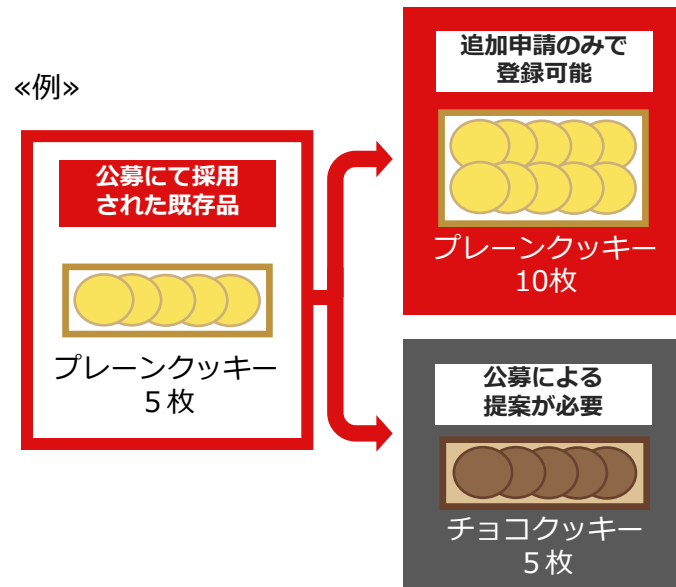 ≪例≫
公募にて採用
された既存品
プレーンクッキー
５枚
追加申請のみで
登録可能
プレーンクッキー
10枚
公募による
提案が必要
チョコクッキー
５枚